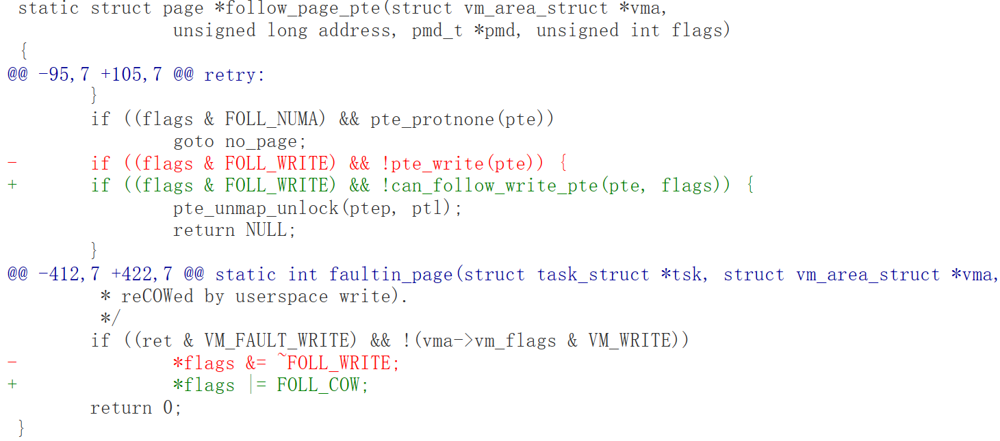 static struct page *follow_page_pte(struct vm_area_struct *vma,
unsigned long address, pmd_t *pmd, unsigned int flags)
{
@@ -95,7 +105,7 @@ retry:
}
if ((flags & FOLL_NUMA) && pte_protnone(pte))
goto no_page;
- if ((flags & FOLL_WRITE) && !pte_write(pte)) {
+ if ((flags & FOLL_WRITE) && !can_follow_write_pte(pte, flags)) {
pte_unmap_unlock(ptep, ptl);
return NULL;
}
@@ -412,7 +422,7 @@ static int faultin_page(struct task_struct *tsk, struct vm_area_struct *vma,
* reCOWed by userspace write).
*/
if ((ret & VM_FAULT_WRITE) && !(vma->vm_flags & VM_WRITE))
- *flags &= ~FOLL_WRITE;
+ *flags |= FOLL_COW;
return 0;
}